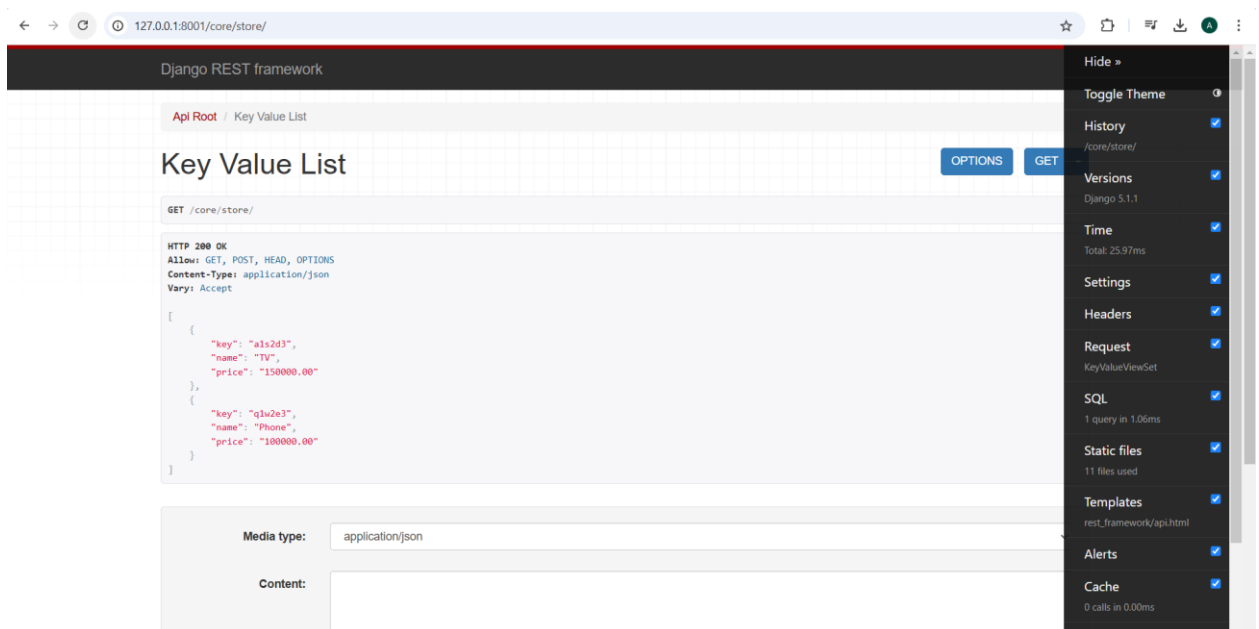 127.0.0.1:8001/core/store/
A
Django REST framework
Api Root / Key Value List
Key Value List
OPTIONS
GET
GET /core/store/
HTTP 200 OK
Allow: GET, POST, HEAD, OPTIONS
Content-Type: application/json
Vary: Accept
[
{
"key": "a1s2d3",
"name": "TV",
"price": "150000.00"
},
{
"key": "q1w2e3",
"name": "Phone",
"price": "100000.00"
}
]
Media type:
application/json
Content:
Hide »
Toggle Theme
History
/core/store/
Versions
Django 5.1.1
Time
Total: 25.97ms
Settings
Headers
Request
KeyValueViewSet
SQL
1 query in 1.06ms
Static files
11 files used
Templates
rest_framework/api.html
Alerts
Cache
0 calls in 0.00ms